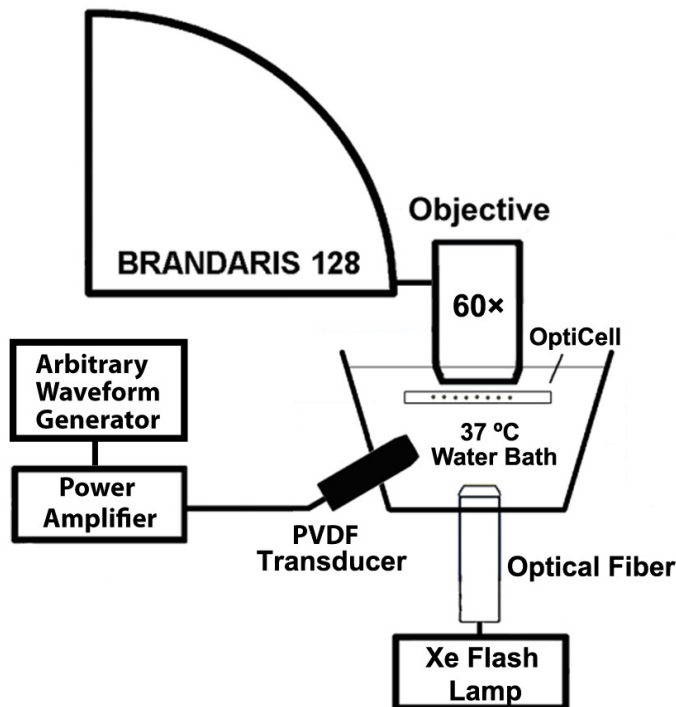 BRANDARIS 128
Objective
60×
OptiCell
Arbitrary
Waveform
Generator
37 ºC
Water Bath
Power
Amplifier
PVDF
Transducer
Optical Fiber
Xe Flash
Lamp